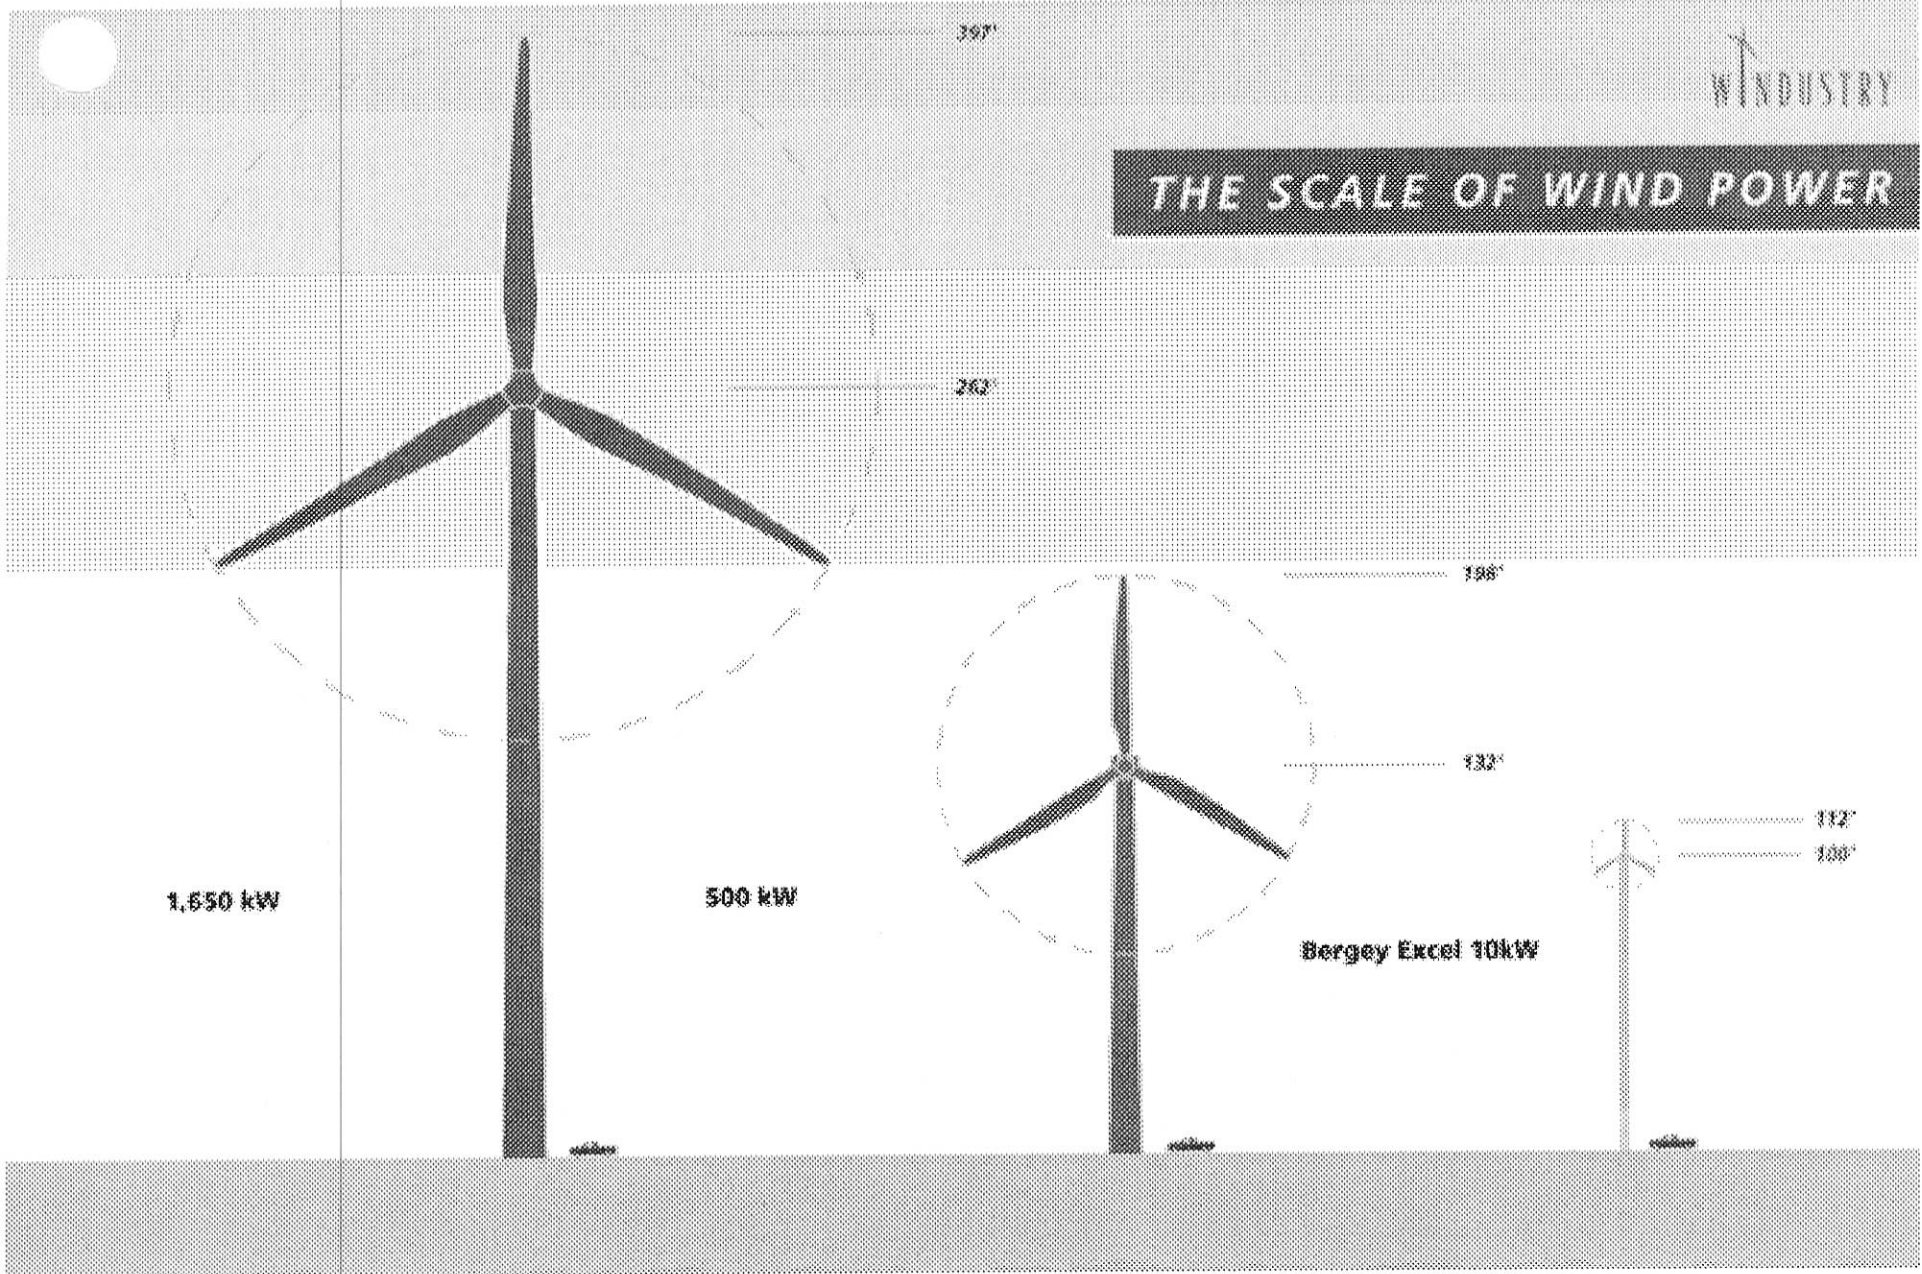 397'
WINDUSTRY
THE SCALE OF WIND POWER
262'
198'
132'
112'
100'
1,650 kW
500 kW
Bergey Excel 10kW